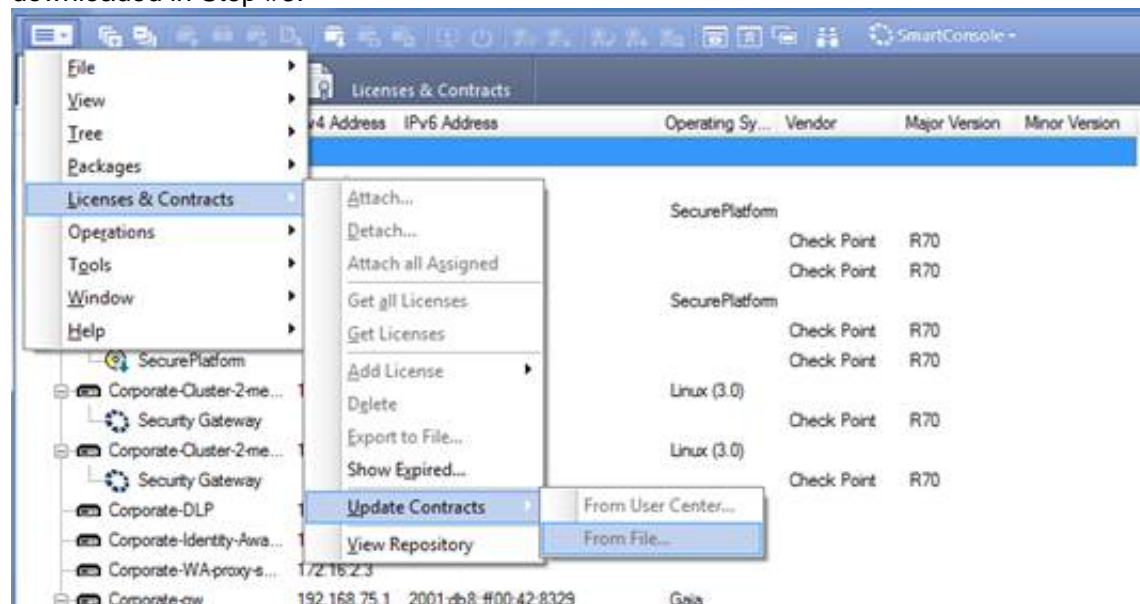 SmartConsole
File
View
Tree
Packages
Licenses & Contracts
Operations
Tools
Window
Help
Licenses & Contracts
v4 Address IPv6 Address Operating Sy... Vendor Major Version Minor Version
Attach...
Detach...
Attach all Assigned
Get all Licenses
Get Licenses
Add License
Delete
Export to File...
Show Expired...
Update Contracts
View Repository
From User Center...
From File...
SecurePlatform
Check Point R70
Check Point R70
SecurePlatform
Check Point R70
SecurePlatform Check Point R70
Corporate-Cluster-2-me... 1 Linux (3.0)
Security Gateway Check Point R70
Corporate-Cluster-2-me... 1 Linux (3.0)
Security Gateway Check Point R70
Corporate-DLP 1
Corporate-Identity-Awa... 1
Corporate-WA-proxy-s... 172.16.2.3
Corporate-gw 192.168.75.1 2001:db8:ff00:42:8329 Gaia